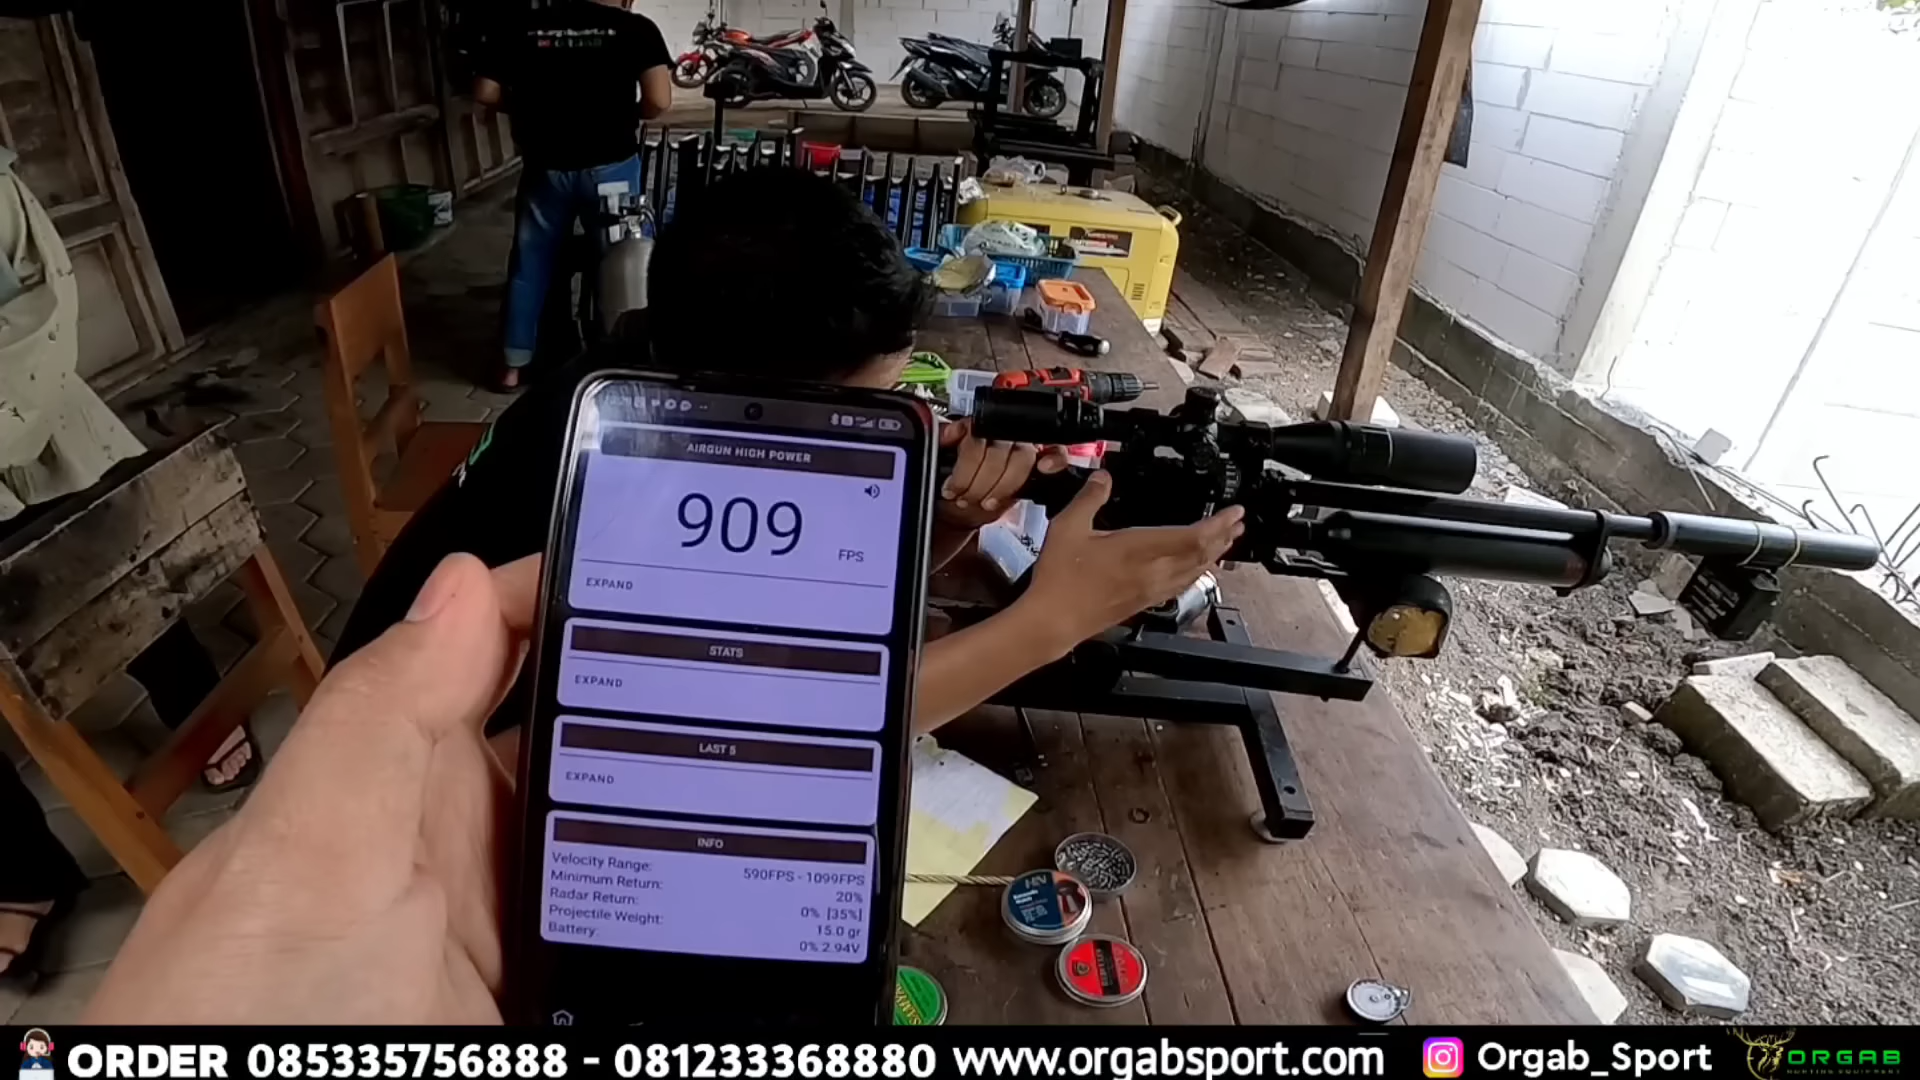 AIRGUN HIGH POWER
909
FPS
EXPAND
STATS
EXPAND
LAST 5
EXPAND
INFO
Velocity Range: 590FPS - 1099FPS
Minimum Return: 20%
Radar Return: 0% [35%]
Projectile Weight: 15.0 gr
Battery: 0% 2.94V
ORDER 085335756888 - 081233368880 www.orgabsport.com Orgab_Sport ORGAB
HUNTING EQUIPMENT